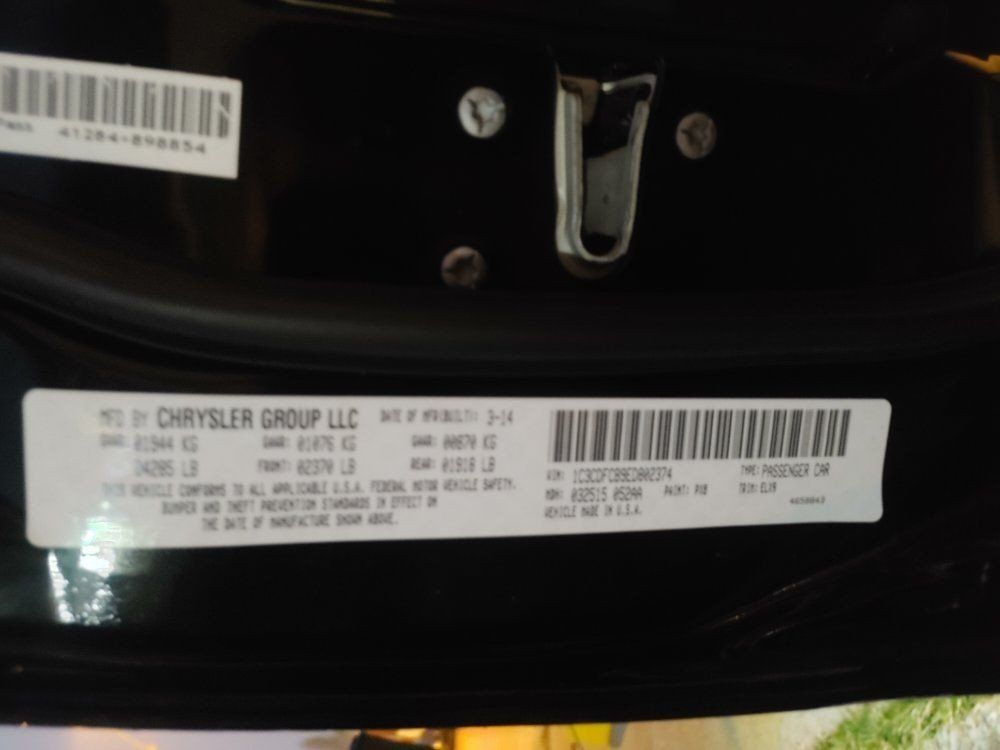 41284-898854
MFD BY CHRYSLER GROUP LLC DATE OF MFR(BUILT): 3-14
GVWR: 01944 KG GAWR: 01076 KG GAWR: 00870 KG
04285 LB FRONT: 02370 LB REAR: 01918 LB
THIS VEHICLE CONFORMS TO ALL APPLICABLE U.S.A. FEDERAL MOTOR VEHICLE SAFETY,
BUMPER AND THEFT PREVENTION STANDARDS IN EFFECT ON
THE DATE OF MANUFACTURE SHOWN ABOVE.
VIN: 1C3CDFCB9ED802374 TYPE: PASSENGER CAR
MDH: 032515 052AA PAINT: PX8 TRIM: ELX9
VEHICLE MADE IN U.S.A.